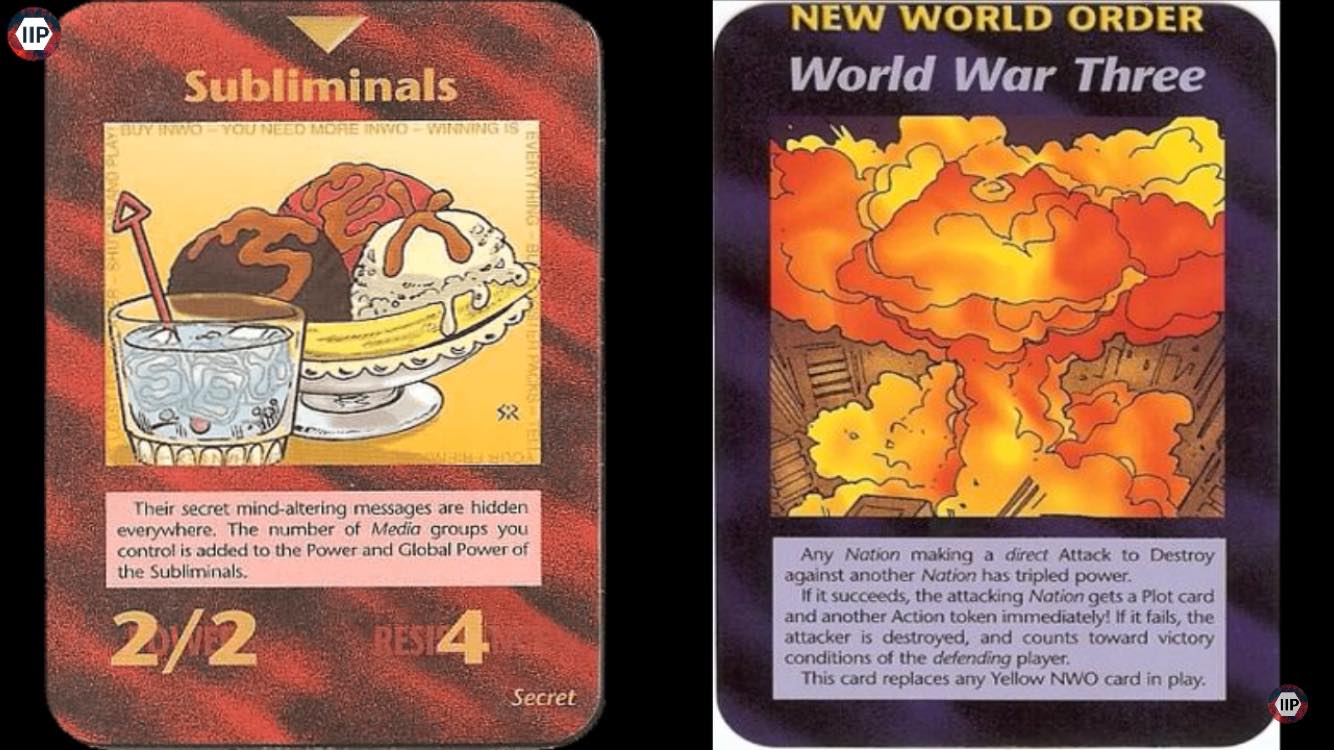 IIP
Subliminals
BUY INWO – YOU NEED MORE INWO – WINNING IS
EVERYTHING –
Their secret mind-altering messages are hidden
everywhere. The number of Media groups you
control is added to the Power and Global Power of
the Subliminals.
2/2
4
Secret
NEW WORLD ORDER
World War Three
Any Nation making a direct Attack to Destroy
against another Nation has tripled power.
If it succeeds, the attacking Nation gets a Plot card
and another Action token immediately! If it fails, the
attacker is destroyed, and counts toward victory
conditions of the defending player.
This card replaces any Yellow NWO card in play.
IIP